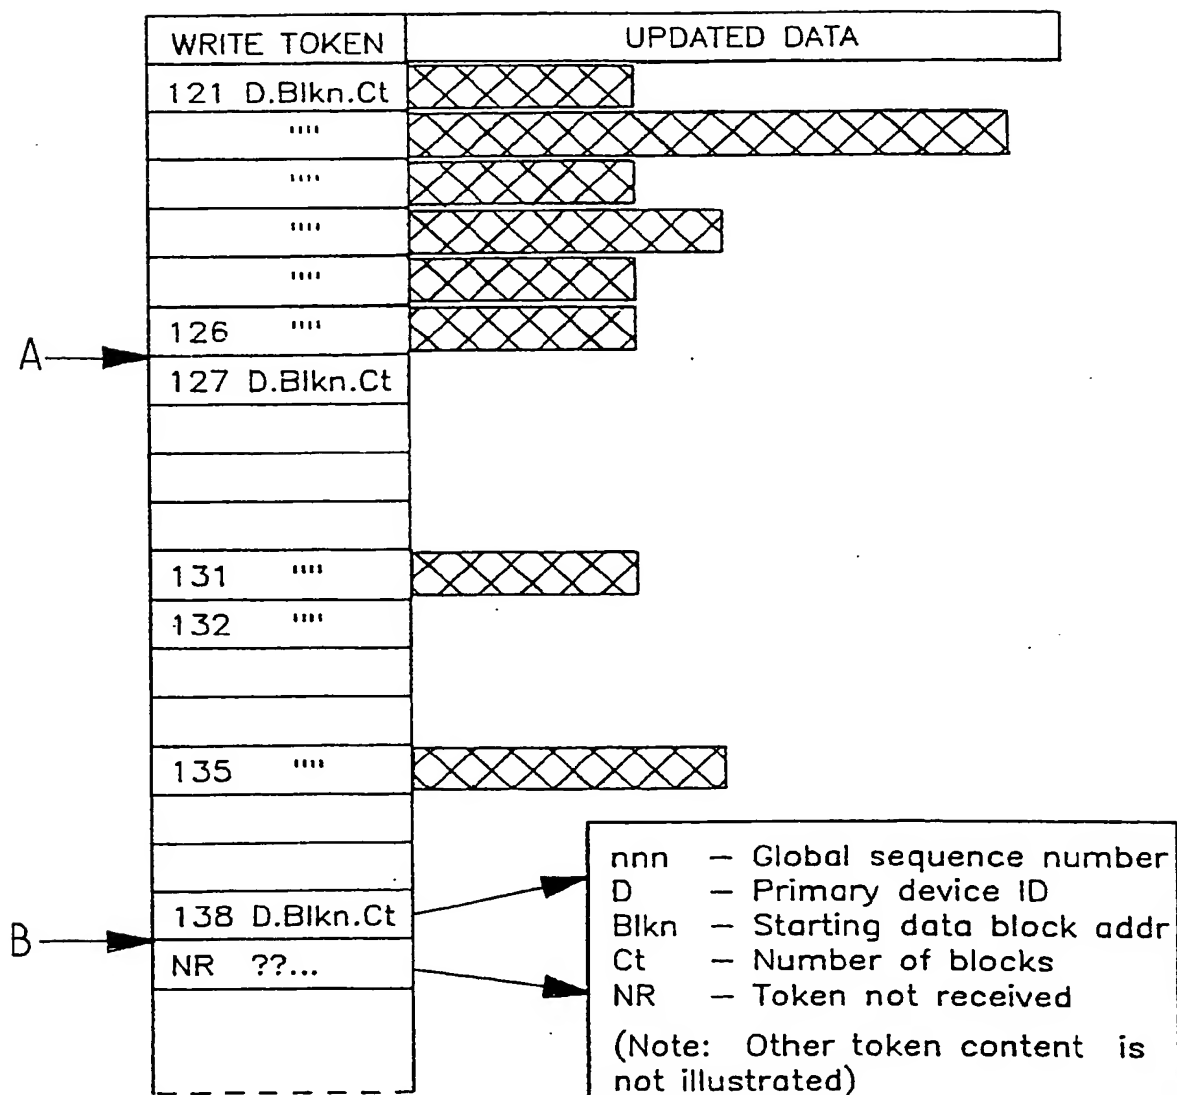 WRITE TOKEN UPDATED DATA
121 D.Blkn.Ct
""
""
""
""
126 ""
A
127 D.Blkn.Ct
131 ""
132 ""
135 ""
138 D.Blkn.Ct
B
NR ??...
nnn – Global sequence number
D – Primary device ID
Blkn – Starting data block addr
Ct – Number of blocks
NR – Token not received
(Note: Other token content is
not illustrated)